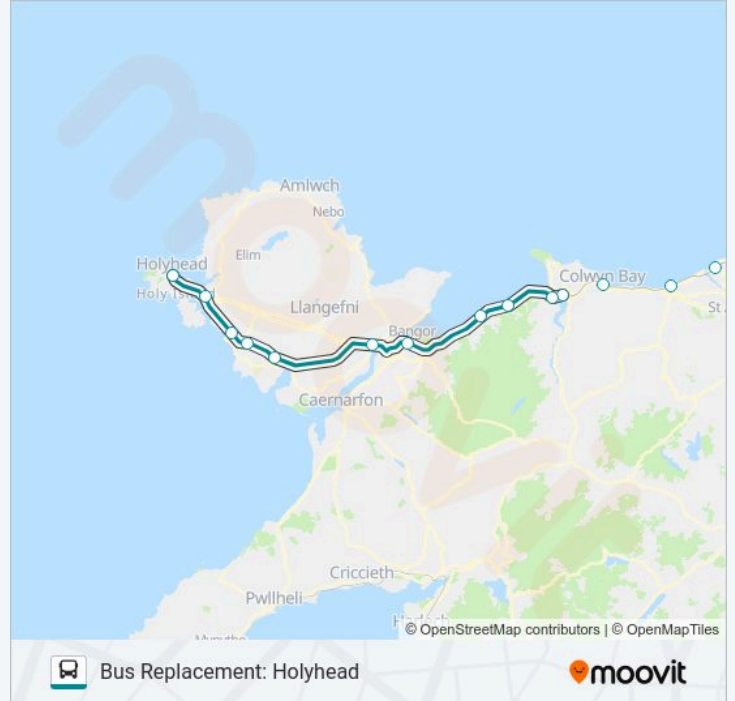 Amlwch
Nebo
Elim
Holyhead
Holy Island
Llangefni
Colwyn Bay
St
Bangor
Caernarfon
Criccieth
Pwllheli
© OpenStreetMap contributors | © OpenMapTiles
Bus Replacement: Holyhead
moovit